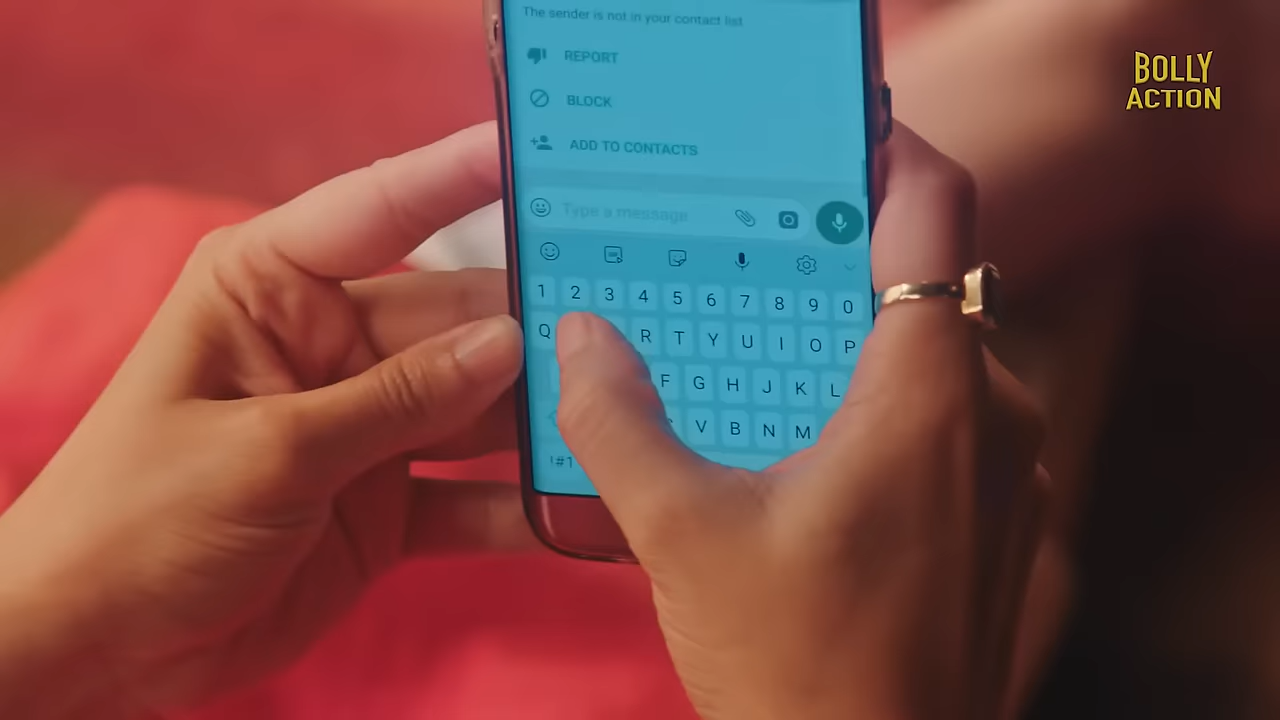 The sender is not in your contact list
REPORT
BLOCK
ADD TO CONTACTS
Type a message
1 2 3 4 5 6 7 8 9 0
Q R T Y U I O P
F G H J K L
V B N M
!#1
BOLLY
ACTION